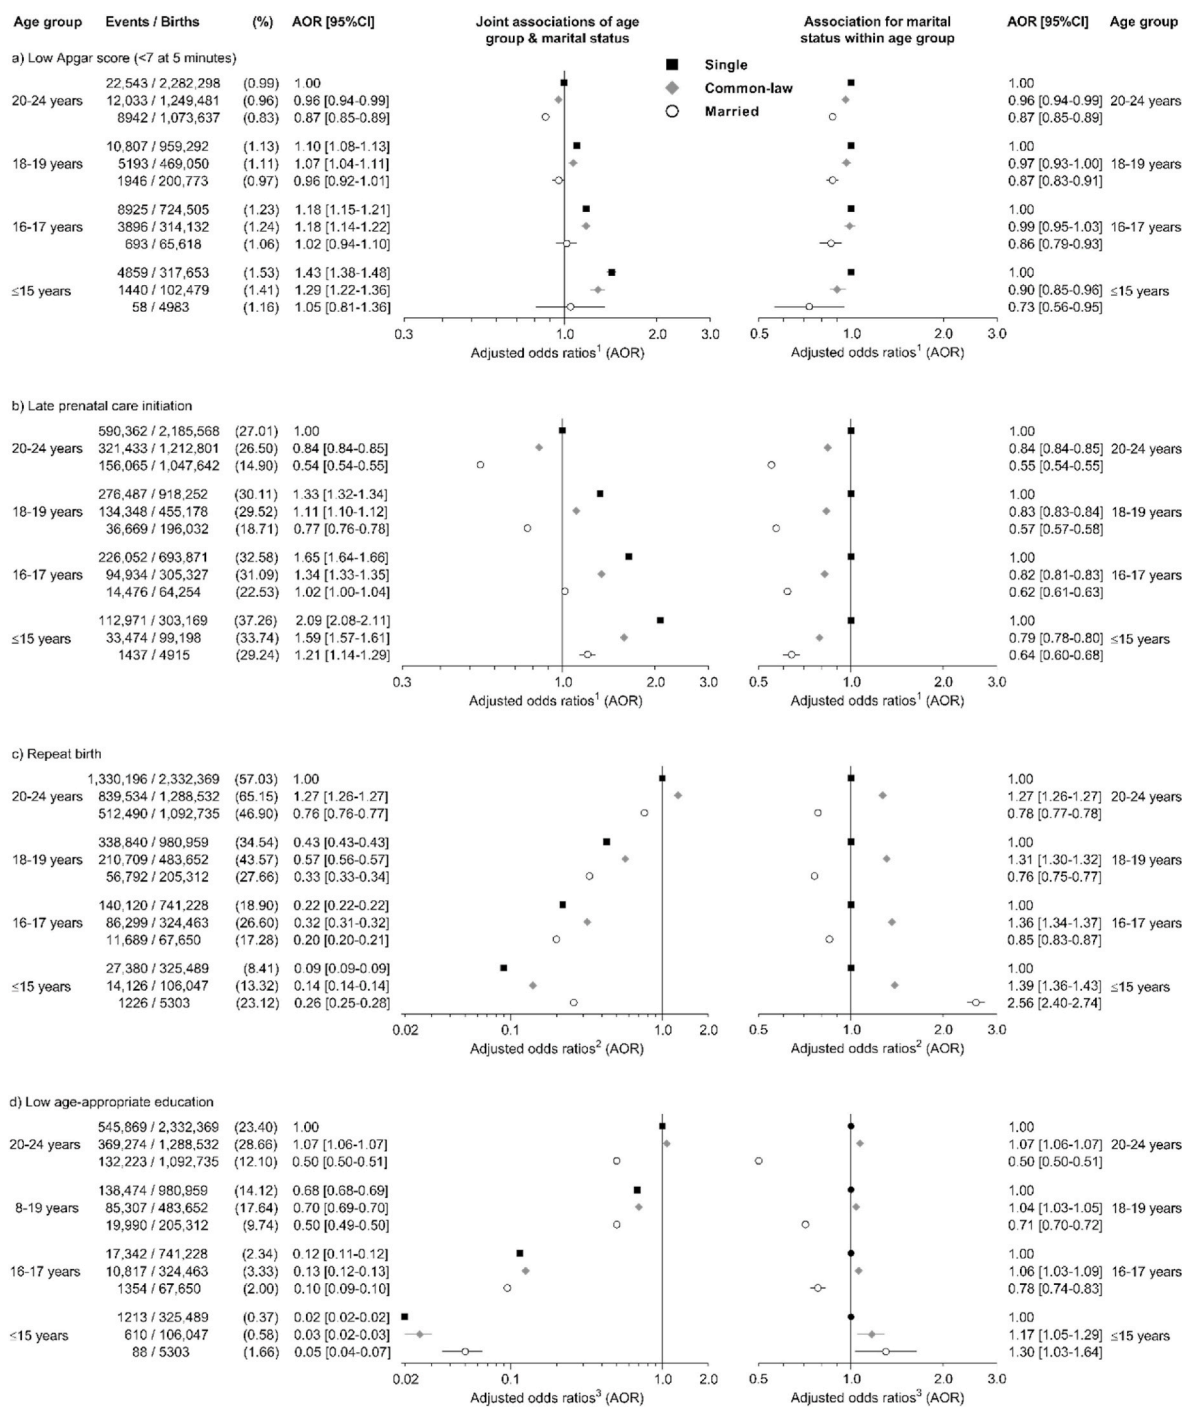 Age group Events / Births (%) AOR [95%CI] Joint associations of age Association for marital AOR [95%CI] Age group
group & marital status status within age group
a) Low Apgar score (<7 at 5 minutes)
■ Single
◆ Common-law
○ Married
22,543 / 2,282,298 (0.99) 1.00 1.00
20-24 years 12,033 / 1,249,481 (0.96) 0.96 [0.94-0.99] 0.96 [0.94-0.99] 20-24 years
8942 / 1,073,637 (0.83) 0.87 [0.85-0.89] 0.87 [0.85-0.89]
10,807 / 959,292 (1.13) 1.10 [1.08-1.13] 1.00
18-19 years 5193 / 469,050 (1.11) 1.07 [1.04-1.11] 0.97 [0.93-1.00] 18-19 years
1946 / 200,773 (0.97) 0.96 [0.92-1.01] 0.87 [0.83-0.91]
8925 / 724,505 (1.23) 1.18 [1.15-1.21] 1.00
16-17 years 3896 / 314,132 (1.24) 1.18 [1.14-1.22] 0.99 [0.95-1.03] 16-17 years
693 / 65,618 (1.06) 1.02 [0.94-1.10] 0.86 [0.79-0.93]
4859 / 317,653 (1.53) 1.43 [1.38-1.48] 1.00
≤15 years 1440 / 102,479 (1.41) 1.29 [1.22-1.36] 0.90 [0.85-0.96] ≤15 years
58 / 4983 (1.16) 1.05 [0.81-1.36] 0.73 [0.56-0.95]
0.3 1.0 2.0 3.0 0.5 1.0 2.0 3.0
Adjusted odds ratios¹ (AOR) Adjusted odds ratios¹ (AOR)
b) Late prenatal care initiation
590,362 / 2,185,568 (27.01) 1.00 1.00
20-24 years 321,433 / 1,212,801 (26.50) 0.84 [0.84-0.85] 0.84 [0.84-0.85] 20-24 years
156,065 / 1,047,642 (14.90) 0.54 [0.54-0.55] 0.55 [0.54-0.55]
276,487 / 918,252 (30.11) 1.33 [1.32-1.34] 1.00
18-19 years 134,348 / 455,178 (29.52) 1.11 [1.10-1.12] 0.83 [0.83-0.84] 18-19 years
36,669 / 196,032 (18.71) 0.77 [0.76-0.78] 0.57 [0.57-0.58]
226,052 / 693,871 (32.58) 1.65 [1.64-1.66] 1.00
16-17 years 94,934 / 305,327 (31.09) 1.34 [1.33-1.35] 0.82 [0.81-0.83] 16-17 years
14,476 / 64,254 (22.53) 1.02 [1.00-1.04] 0.62 [0.61-0.63]
112,971 / 303,169 (37.26) 2.09 [2.08-2.11] 1.00
≤15 years 33,474 / 99,198 (33.74) 1.59 [1.57-1.61] 0.79 [0.78-0.80] ≤15 years
1437 / 4915 (29.24) 1.21 [1.14-1.29] 0.64 [0.60-0.68]
0.3 1.0 2.0 3.0 0.5 1.0 2.0 3.0
Adjusted odds ratios¹ (AOR) Adjusted odds ratios¹ (AOR)
c) Repeat birth
1,330,196 / 2,332,369 (57.03) 1.00 1.00
20-24 years 839,534 / 1,288,532 (65.15) 1.27 [1.26-1.27] 1.27 [1.26-1.27] 20-24 years
512,490 / 1,092,735 (46.90) 0.76 [0.76-0.77] 0.78 [0.77-0.78]
338,840 / 980,959 (34.54) 0.43 [0.43-0.43] 1.00
18-19 years 210,709 / 483,652 (43.57) 0.57 [0.56-0.57] 1.31 [1.30-1.32] 18-19 years
56,792 / 205,312 (27.66) 0.33 [0.33-0.34] 0.76 [0.75-0.77]
140,120 / 741,228 (18.90) 0.22 [0.22-0.22] 1.00
16-17 years 86,299 / 324,463 (26.60) 0.32 [0.31-0.32] 1.36 [1.34-1.37] 16-17 years
11,689 / 67,650 (17.28) 0.20 [0.20-0.21] 0.85 [0.83-0.87]
27,380 / 325,489 (8.41) 0.09 [0.09-0.09] 1.00
≤15 years 14,126 / 106,047 (13.32) 0.14 [0.14-0.14] 1.39 [1.36-1.43] ≤15 years
1226 / 5303 (23.12) 0.26 [0.25-0.28] 2.56 [2.40-2.74]
0.02 0.1 1.0 2.0 0.5 1.0 2.0 3.0
Adjusted odds ratios² (AOR) Adjusted odds ratios² (AOR)
d) Low age-appropriate education
545,869 / 2,332,369 (23.40) 1.00 1.00
20-24 years 369,274 / 1,288,532 (28.66) 1.07 [1.06-1.07] 1.07 [1.06-1.07] 20-24 years
132,223 / 1,092,735 (12.10) 0.50 [0.50-0.51] 0.50 [0.50-0.51]
138,474 / 980,959 (14.12) 0.68 [0.68-0.69] 1.00
8-19 years 85,307 / 483,652 (17.64) 0.70 [0.69-0.70] 1.04 [1.03-1.05] 18-19 years
19,990 / 205,312 (9.74) 0.50 [0.49-0.50] 0.71 [0.70-0.72]
17,342 / 741,228 (2.34) 0.12 [0.11-0.12] 1.00
16-17 years 10,817 / 324,463 (3.33) 0.13 [0.12-0.13] 1.06 [1.03-1.09] 16-17 years
1354 / 67,650 (2.00) 0.10 [0.09-0.10] 0.78 [0.74-0.83]
1213 / 325,489 (0.37) 0.02 [0.02-0.02] 1.00
≤15 years 610 / 106,047 (0.58) 0.03 [0.02-0.03] 1.17 [1.05-1.29] ≤15 years
88 / 5303 (1.66) 0.05 [0.04-0.07] 1.30 [1.03-1.64]
0.02 0.1 1.0 2.0 0.5 1.0 2.0 3.0
Adjusted odds ratios³ (AOR) Adjusted odds ratios³ (AOR)